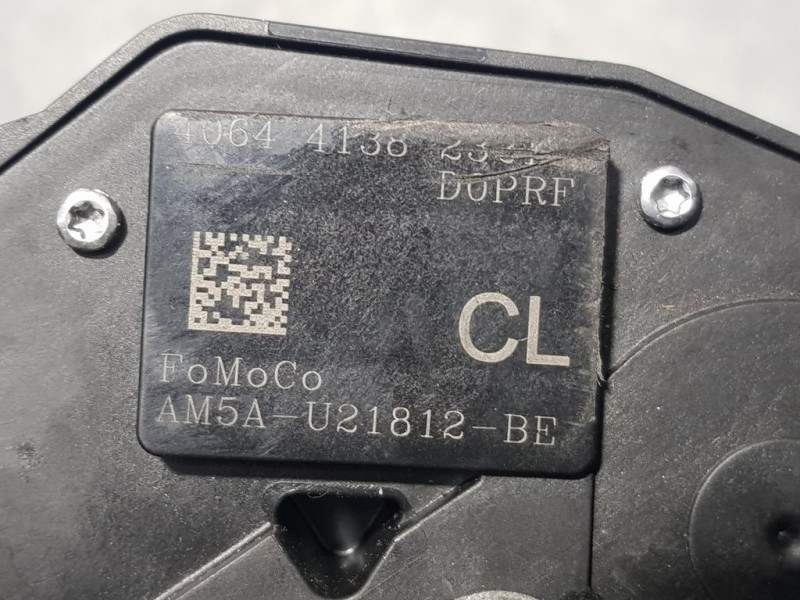 4064 4138
D0PRF
CL
FoMoCo
AM5A-U21812-BE